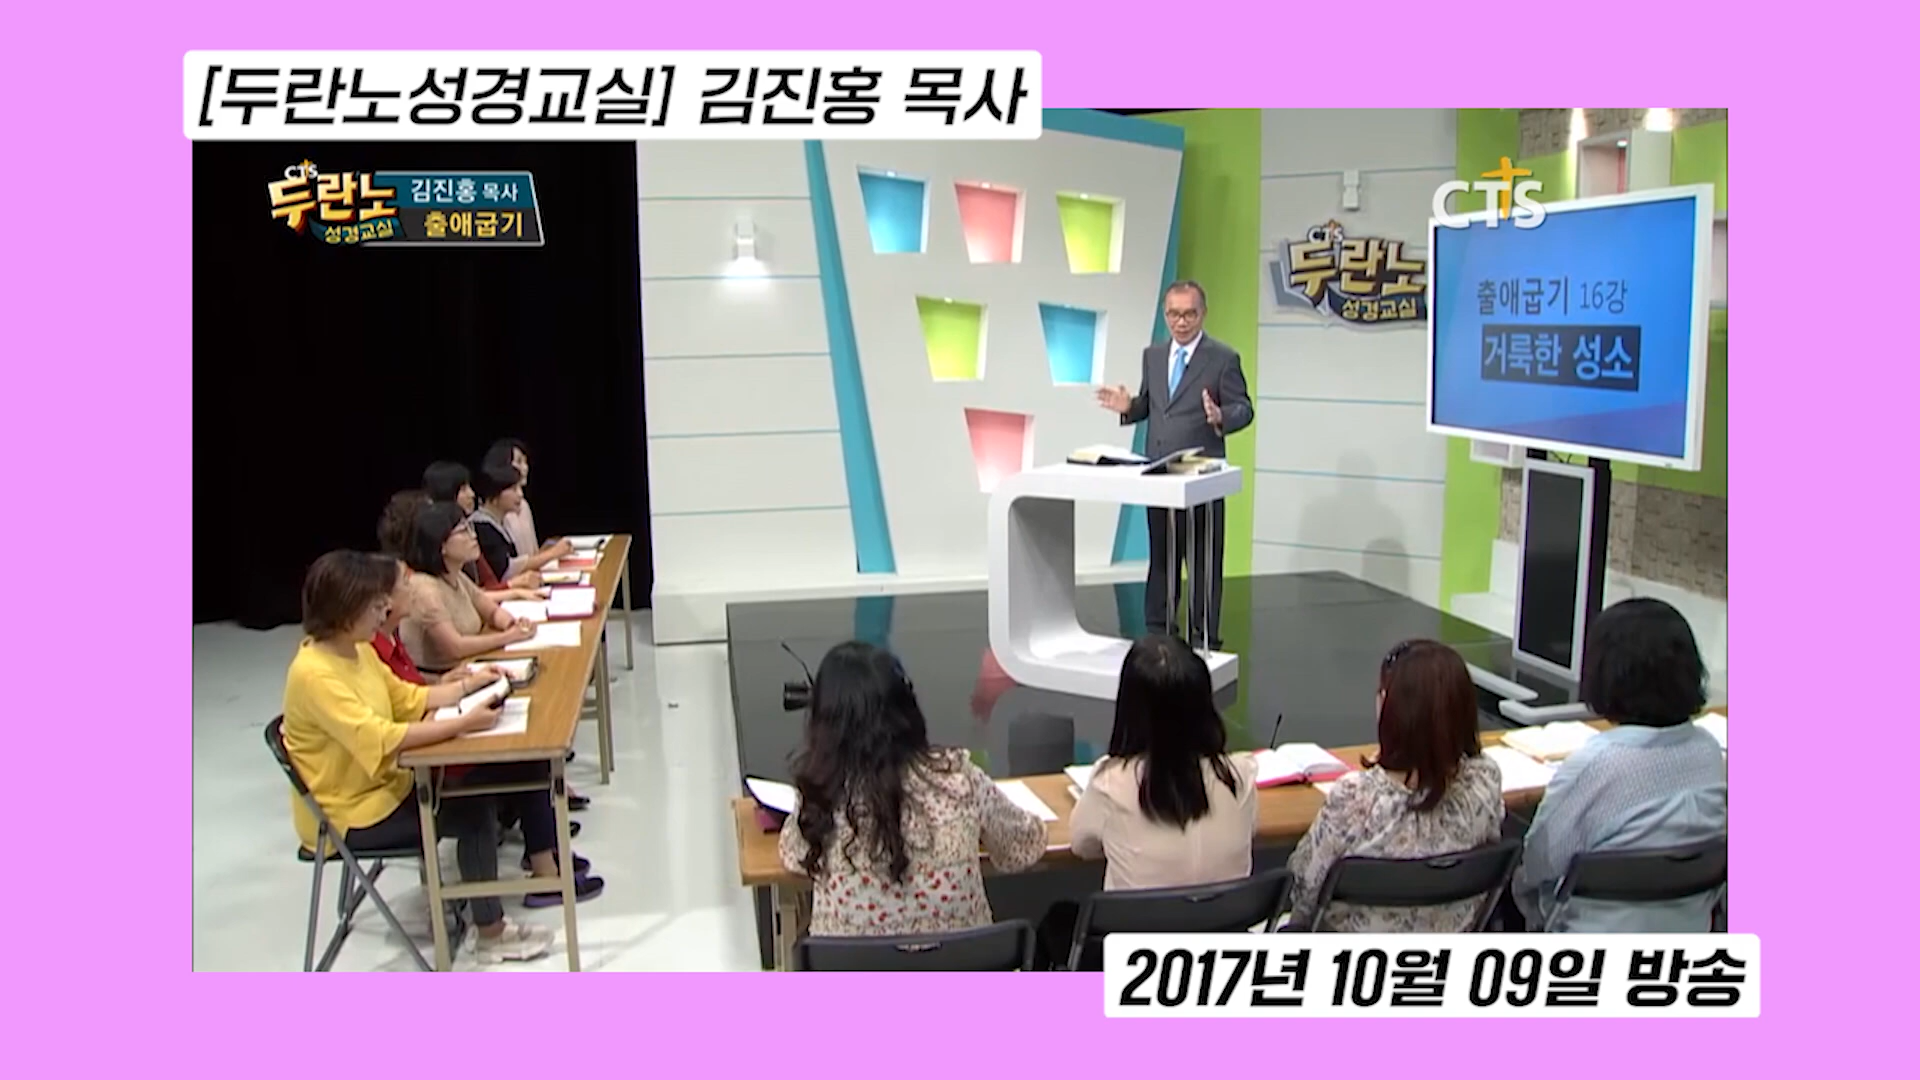 [두란노성경교실] 김진홍 목사
CTS
두란노
성경교실
김진홍 목사
출애굽기
CTS
CTS
두란노
성경교실
출애굽기 16강
거룩한 성소
2017년 10월 09일 방송